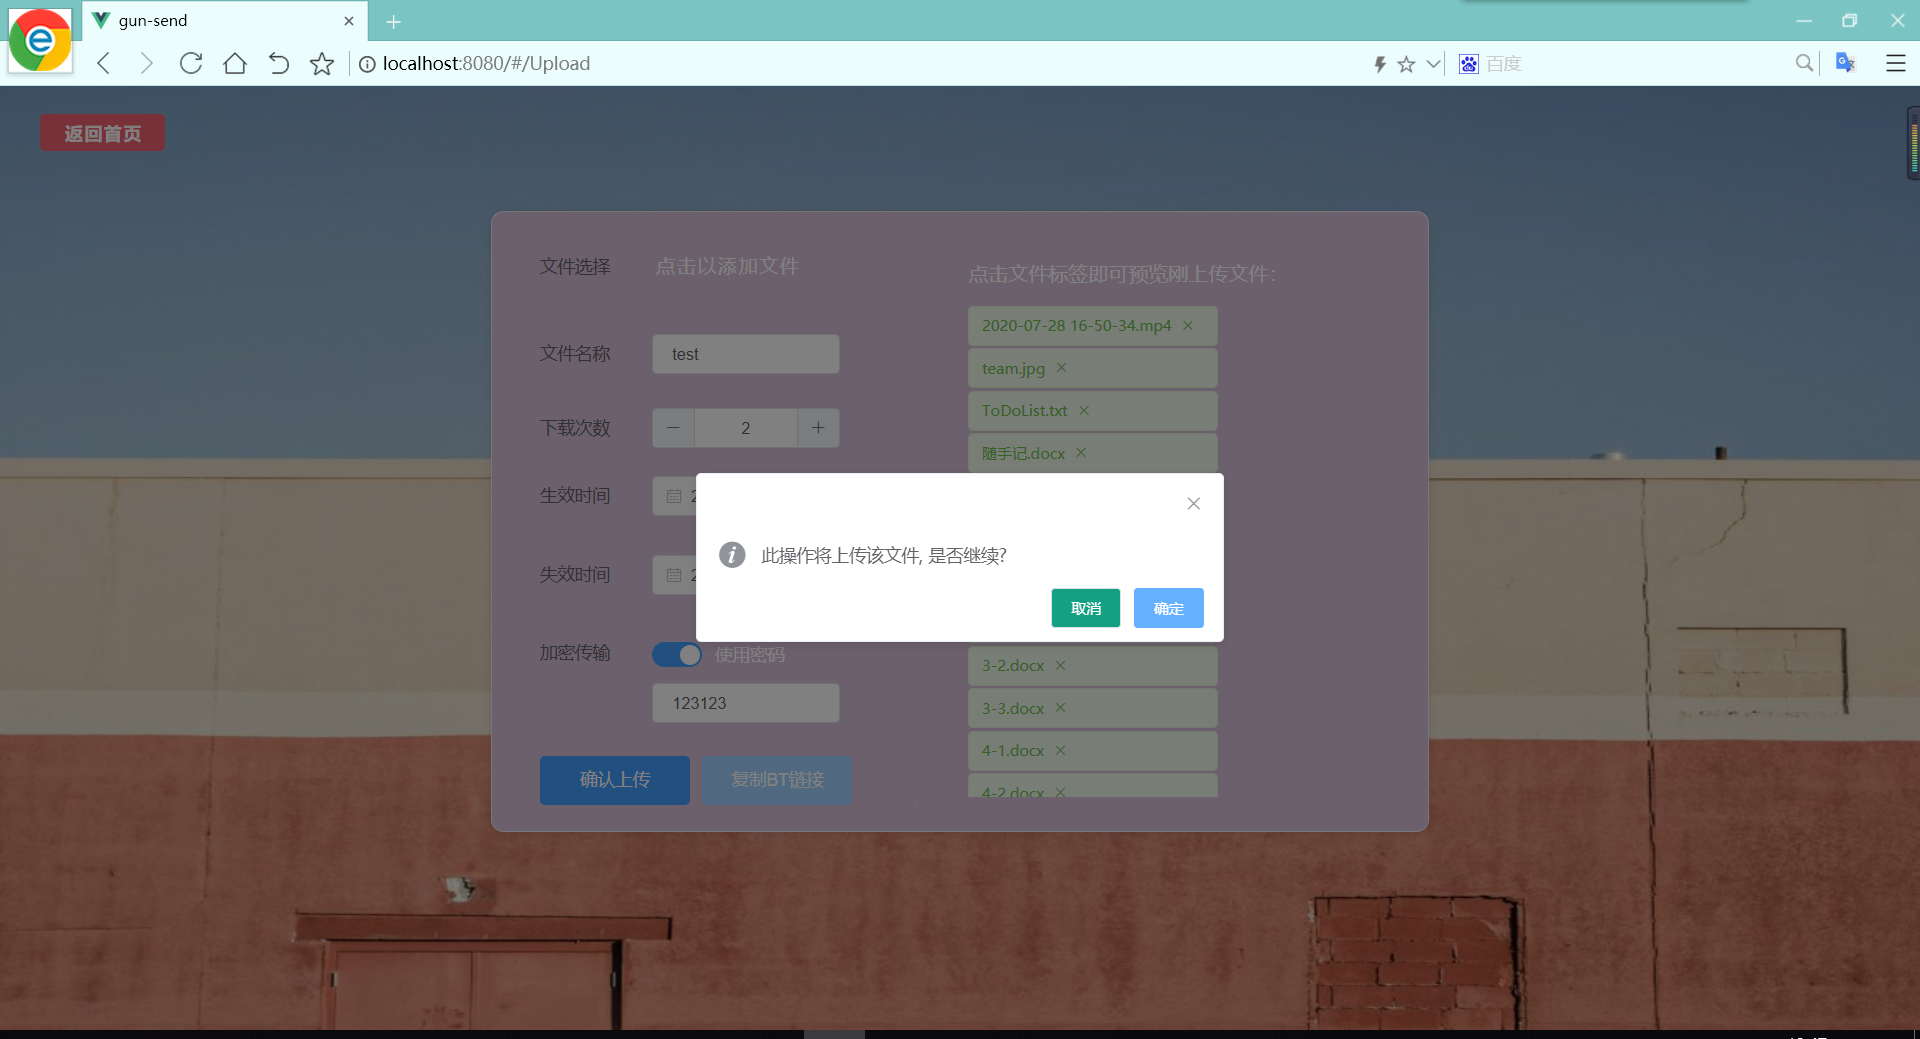 gun-send
localhost:8080/#/Upload
百度
返回首页
文件选择
点击以添加文件
点击文件标签即可预览刚上传文件：
2020-07-28 16-50-34.mp4
文件名称
test
team.jpg
ToDoList.txt
下载次数
2
随手记.docx
生效时间
2
此操作将上传该文件, 是否继续?
失效时间
2
取消
确定
加密传输
使用密码
3-2.docx
123123
3-3.docx
4-1.docx
确认上传
复制BT链接
4-2.docx